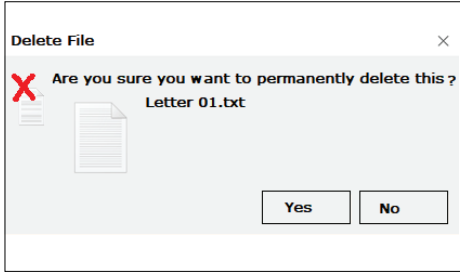 Delete File
Are you sure you want to permanently delete this ?
Letter 01.txt
Yes No